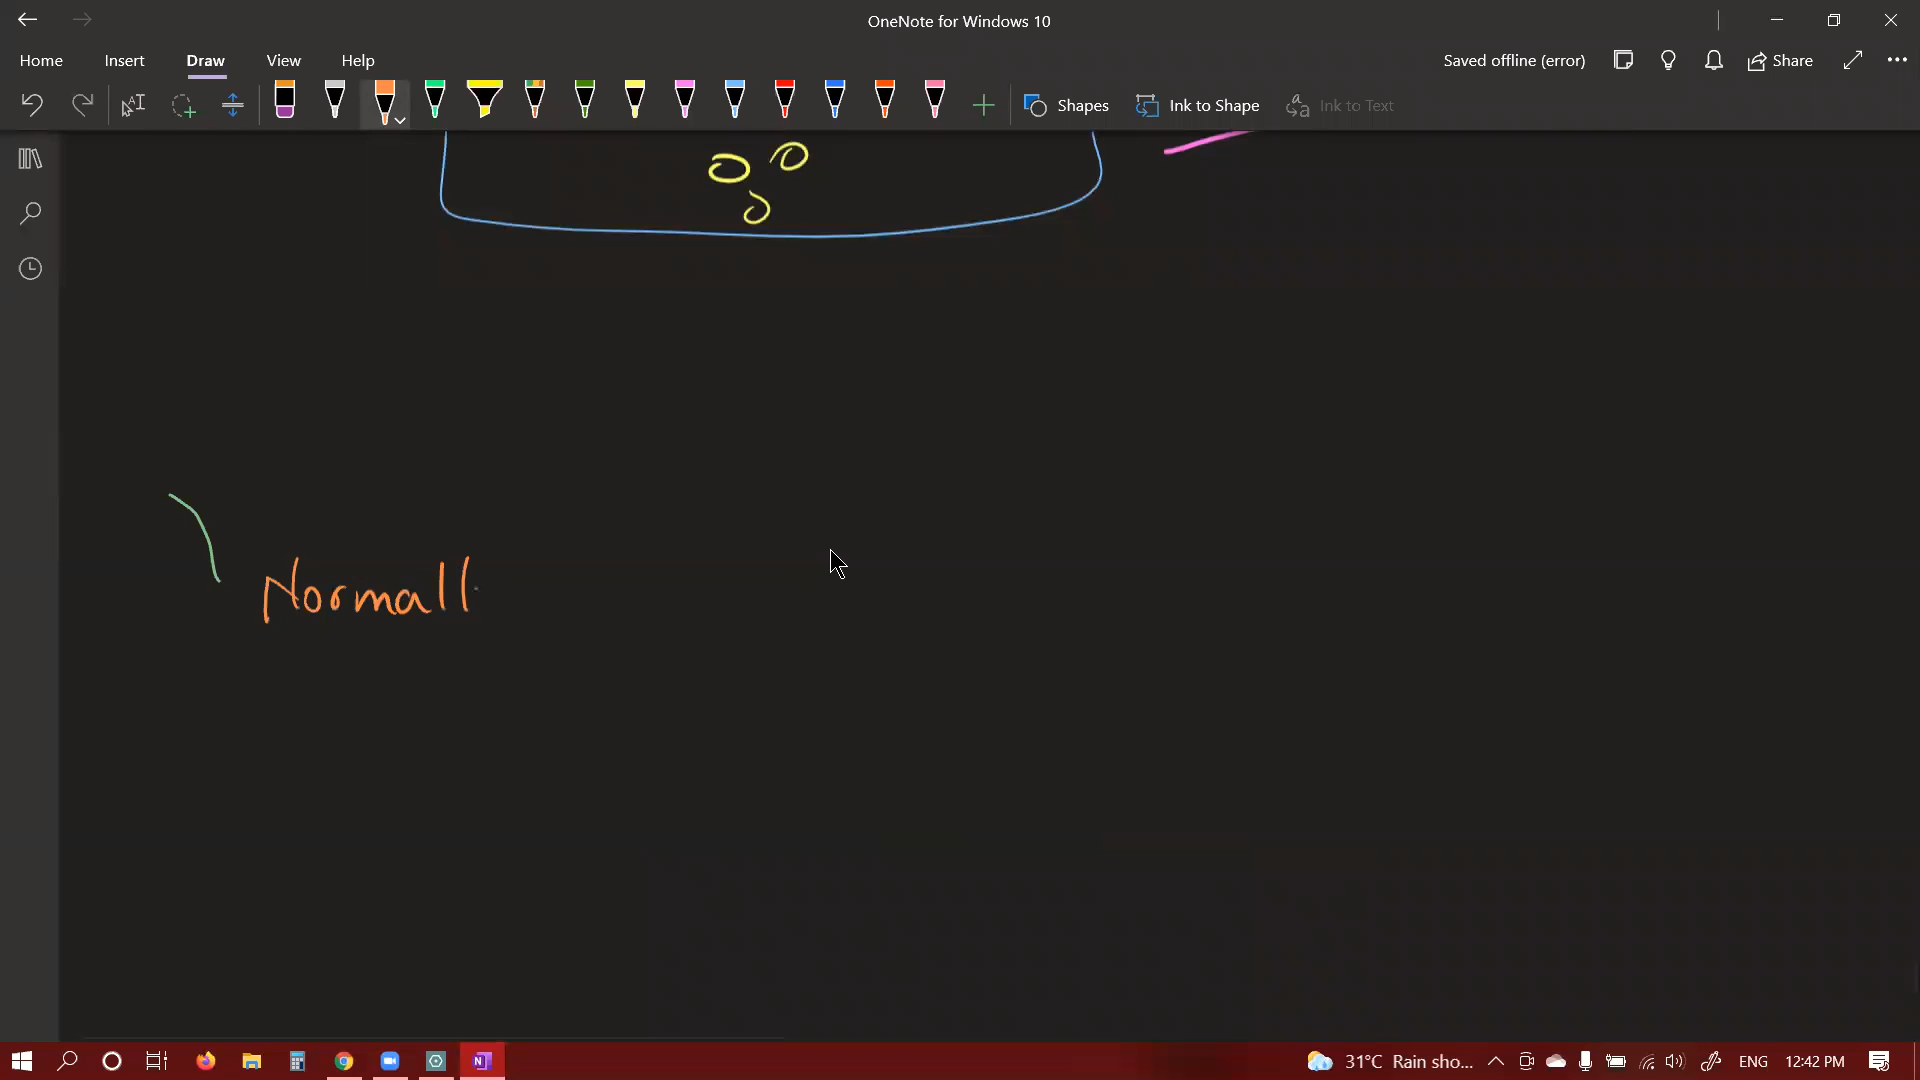 OneNote for Windows 10
Home Insert Draw View Help Saved offline (error) Share
Shapes Ink to Shape Ink to Text
Normall
31°C Rain sho... ENG 12:42 PM